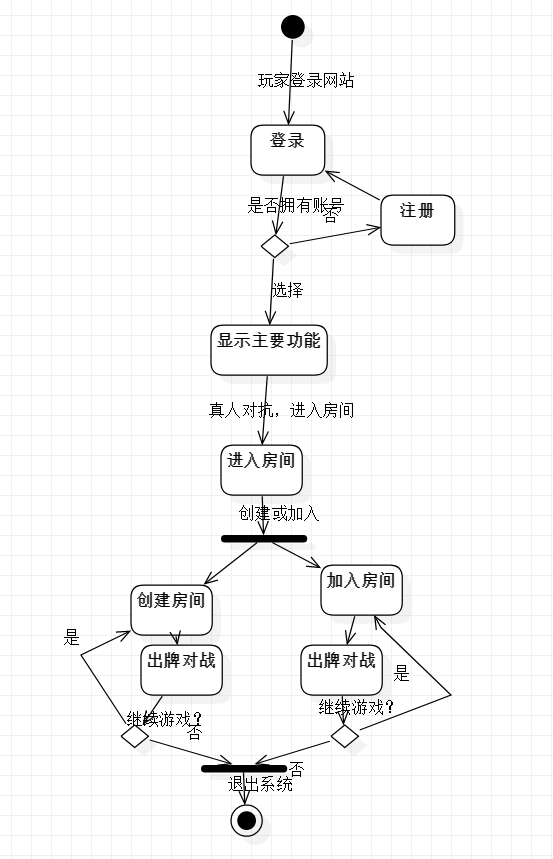 玩家登录网站
登录
是否拥有账号
否
注册
选择
显示主要功能
真人对抗，进入房间
进入房间
创建或加入
加入房间
创建房间
是
出牌对战
出牌对战
是
继续游戏?
继续游戏?
否
否
退出系统